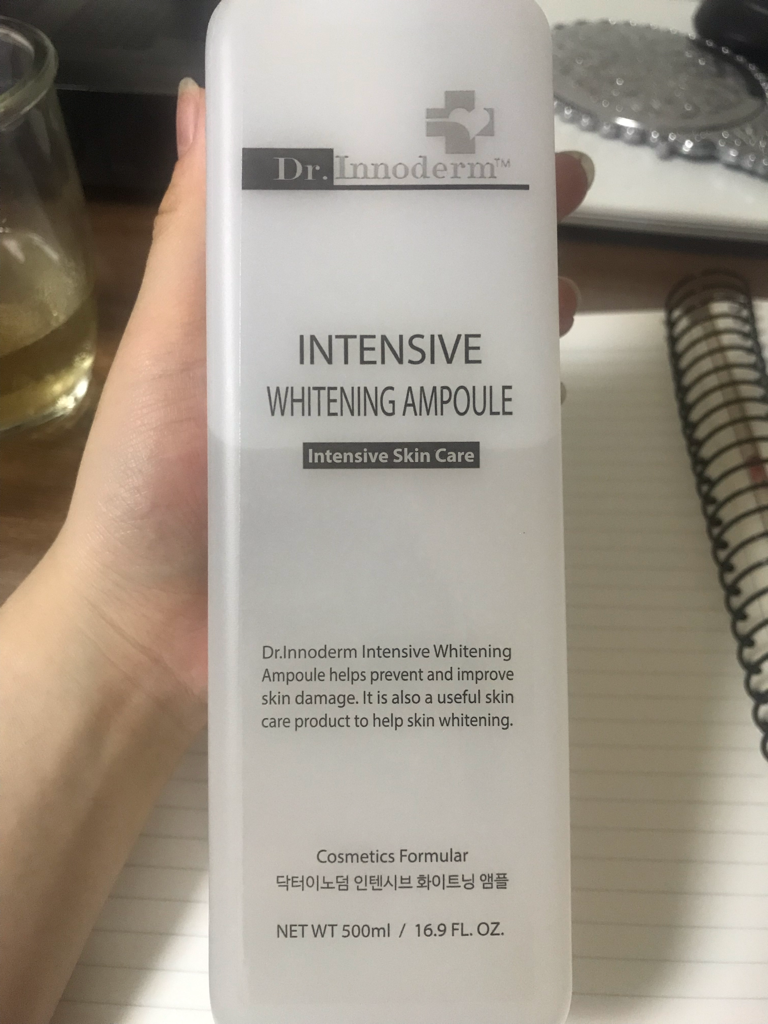 Dr.Innoderm™
INTENSIVE
WHITENING AMPOULE
Intensive Skin Care
Dr.Innoderm Intensive Whitening
Ampoule helps prevent and improve
skin damage. It is also a useful skin
care product to help skin whitening.
Cosmetics Formular
닥터이노덤 인텐시브 화이트닝 앰플
NET WT 500ml / 16.9 FL. OZ.